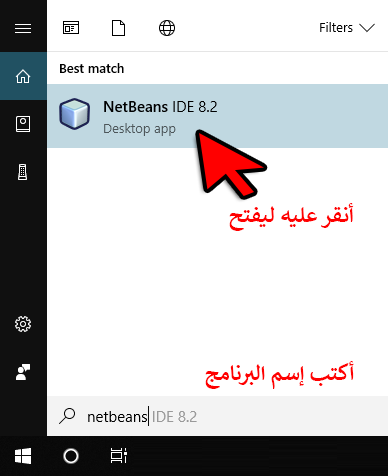 Filters
Best match
NetBeans IDE 8.2
Desktop app
أنقر عليه ليفتح
أكتب إسم البرنامج
netbeans IDE 8.2